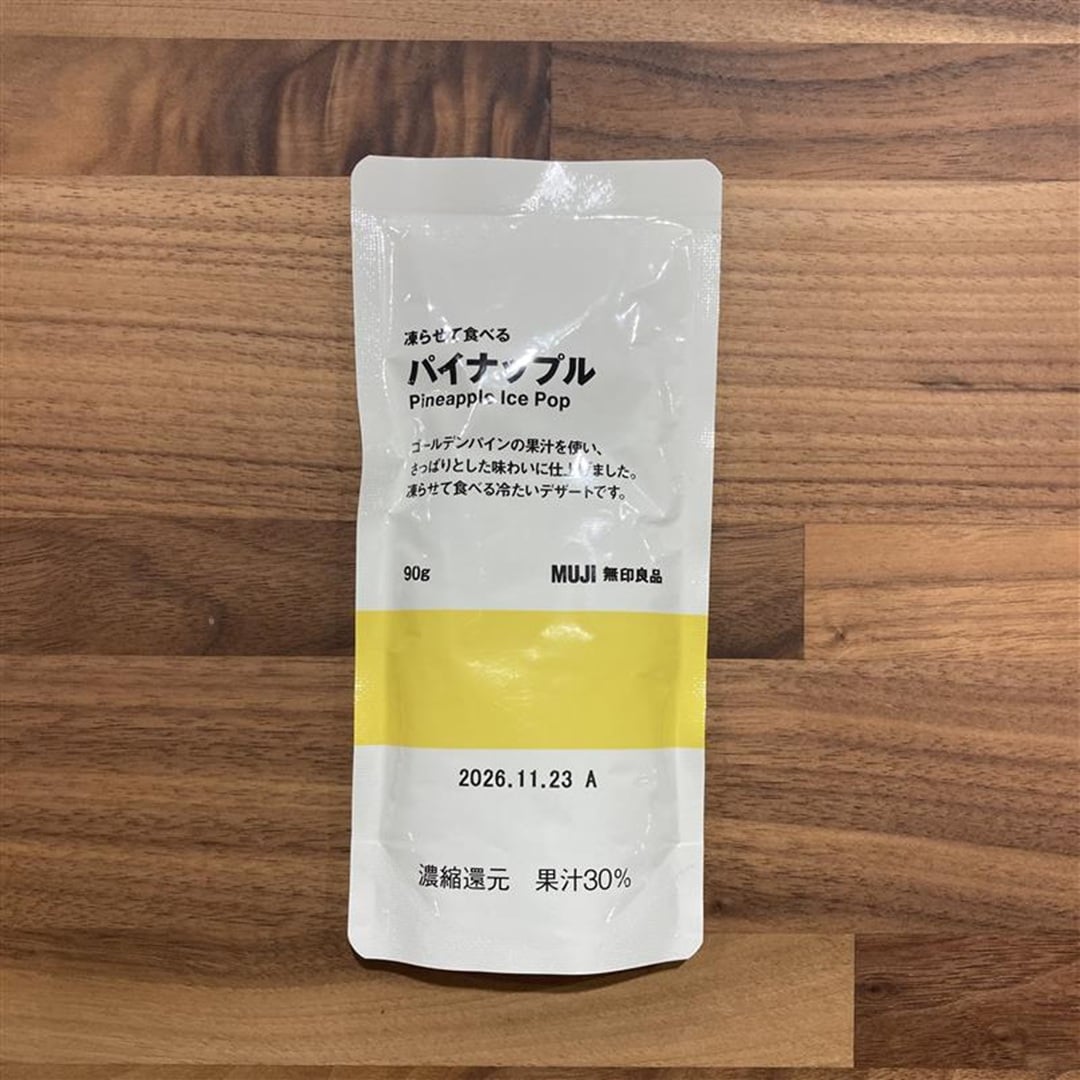 凍らせて食べる
パイナップル
Pineapple Ice Pop
ゴールデンパインの果汁を使い、
さっぱりとした味わいに仕上げました。
凍らせて食べる冷たいデザートです。
90g MUJI 無印良品
2026.11.23 A
濃縮還元 果汁30%